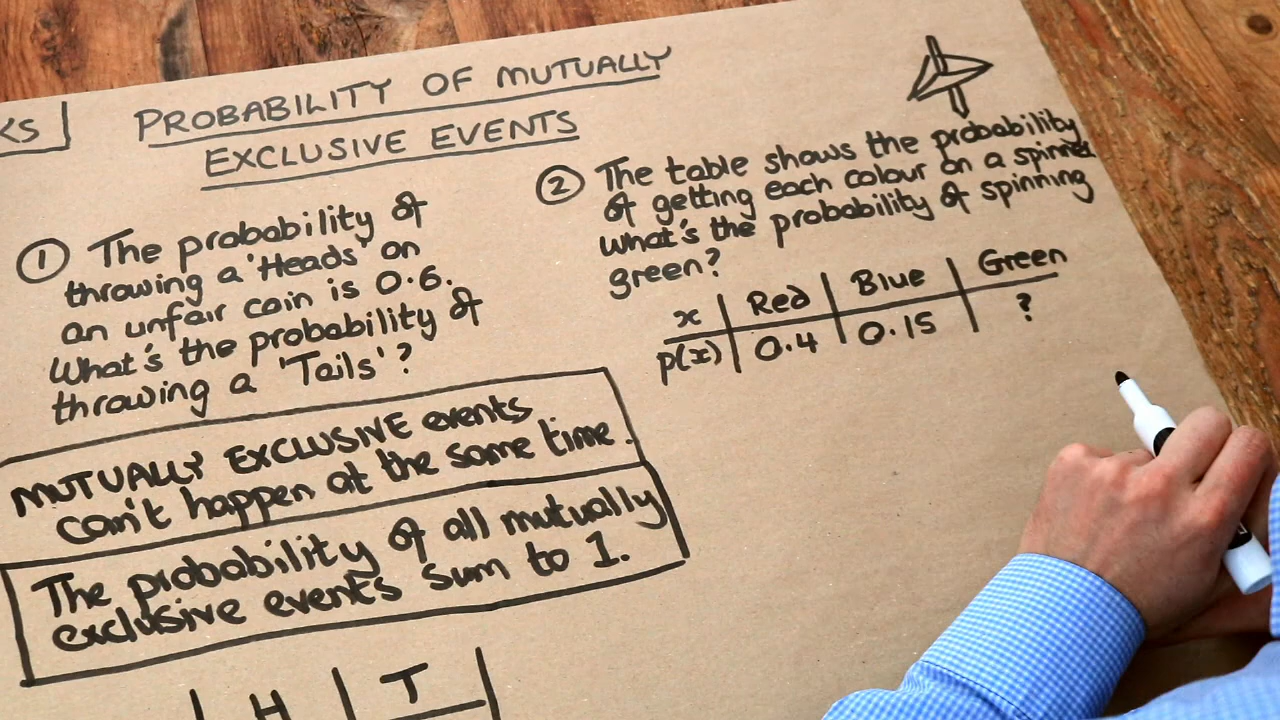 KS
PROBABILITY OF MUTUALLY
EXCLUSIVE EVENTS
① The probability of
throwing a 'Heads' on
an unfair coin is 0.6.
What's the probability of
throwing a 'Tails'?
MUTUALLY EXCLUSIVE events
can't happen at the same time.
The probability of all mutually
exclusive events sum to 1.
H T
② The table shows the probability
of getting each colour on a spinner
what's the probability of spinning
green?
x Red Blue Green
p(x) 0.4 0.15 ?